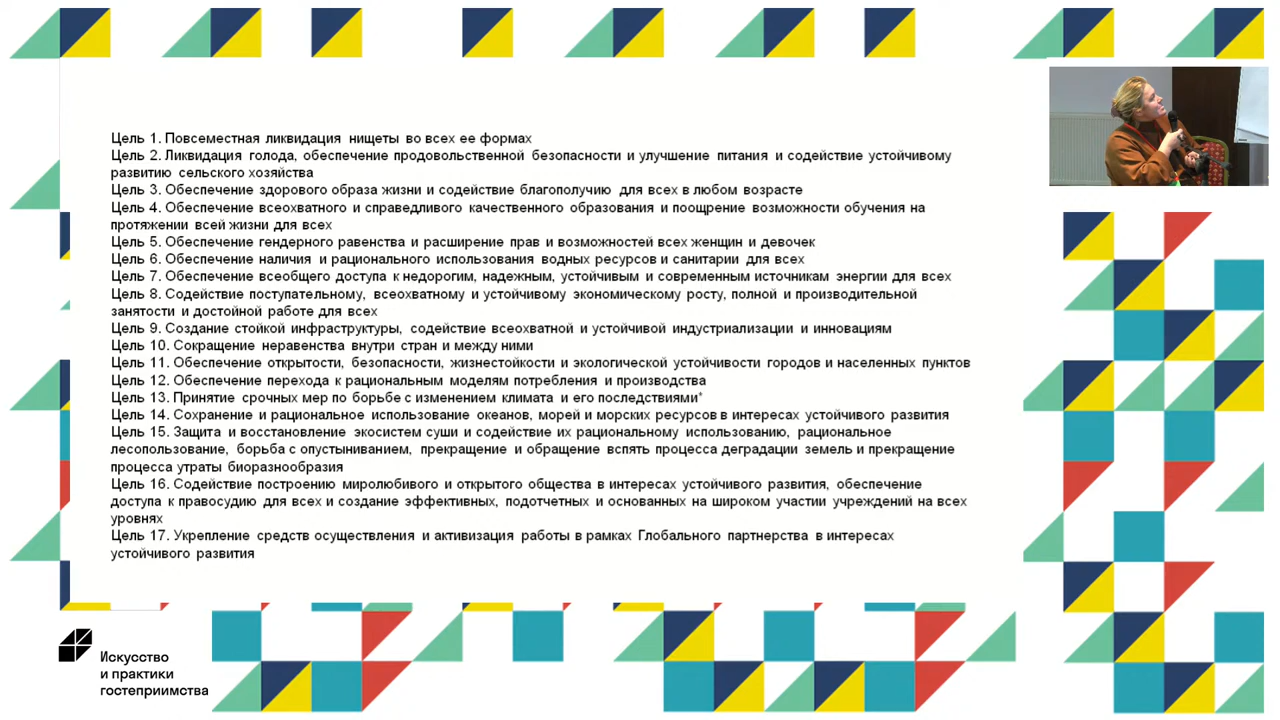 Цель 1. Повсеместная ликвидация нищеты во всех ее формах
Цель 2. Ликвидация голода, обеспечение продовольственной безопасности и улучшение питания и содействие устойчивому
развитию сельского хозяйства
Цель 3. Обеспечение здорового образа жизни и содействие благополучию для всех в любом возрасте
Цель 4. Обеспечение всеохватного и справедливого качественного образования и поощрение возможности обучения на
протяжении всей жизни для всех
Цель 5. Обеспечение гендерного равенства и расширение прав и возможностей всех женщин и девочек
Цель 6. Обеспечение наличия и рационального использования водных ресурсов и санитарии для всех
Цель 7. Обеспечение всеобщего доступа к недорогим, надежным, устойчивым и современным источникам энергии для всех
Цель 8. Содействие поступательному, всеохватному и устойчивому экономическому росту, полной и производительной
занятости и достойной работе для всех
Цель 9. Создание стойкой инфраструктуры, содействие всеохватной и устойчивой индустриализации и инновациям
Цель 10. Сокращение неравенства внутри стран и между ними
Цель 11. Обеспечение открытости, безопасности, жизнестойкости и экологической устойчивости городов и населенных пунктов
Цель 12. Обеспечение перехода к рациональным моделям потребления и производства
Цель 13. Принятие срочных мер по борьбе с изменением климата и его последствиями*
Цель 14. Сохранение и рациональное использование океанов, морей и морских ресурсов в интересах устойчивого развития
Цель 15. Защита и восстановление экосистем суши и содействие их рациональному использованию, рациональное
лесопользование, борьба с опустыниванием, прекращение и обращение вспять процесса деградации земель и прекращение
процесса утраты биоразнообразия
Цель 16. Содействие построению миролюбивого и открытого общества в интересах устойчивого развития, обеспечение
доступа к правосудию для всех и создание эффективных, подотчетных и основанных на широком участии учреждений на всех
уровнях
Цель 17. Укрепление средств осуществления и активизация работы в рамках Глобального партнерства в интересах
устойчивого развития
Искусство
и практики
гостеприимства